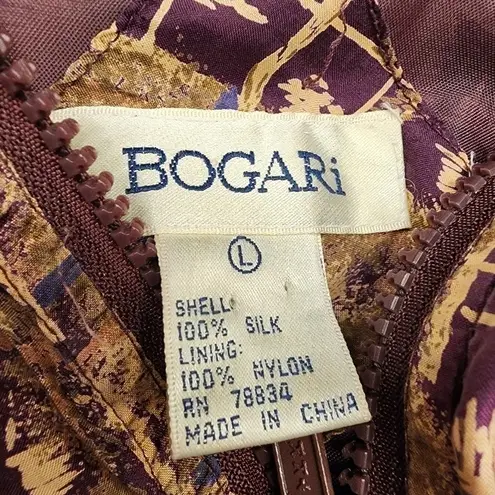 BOGARi
L
SHELL:
100% SILK
LINING:
100% NYLON
RN 78834
MADE IN CHINA